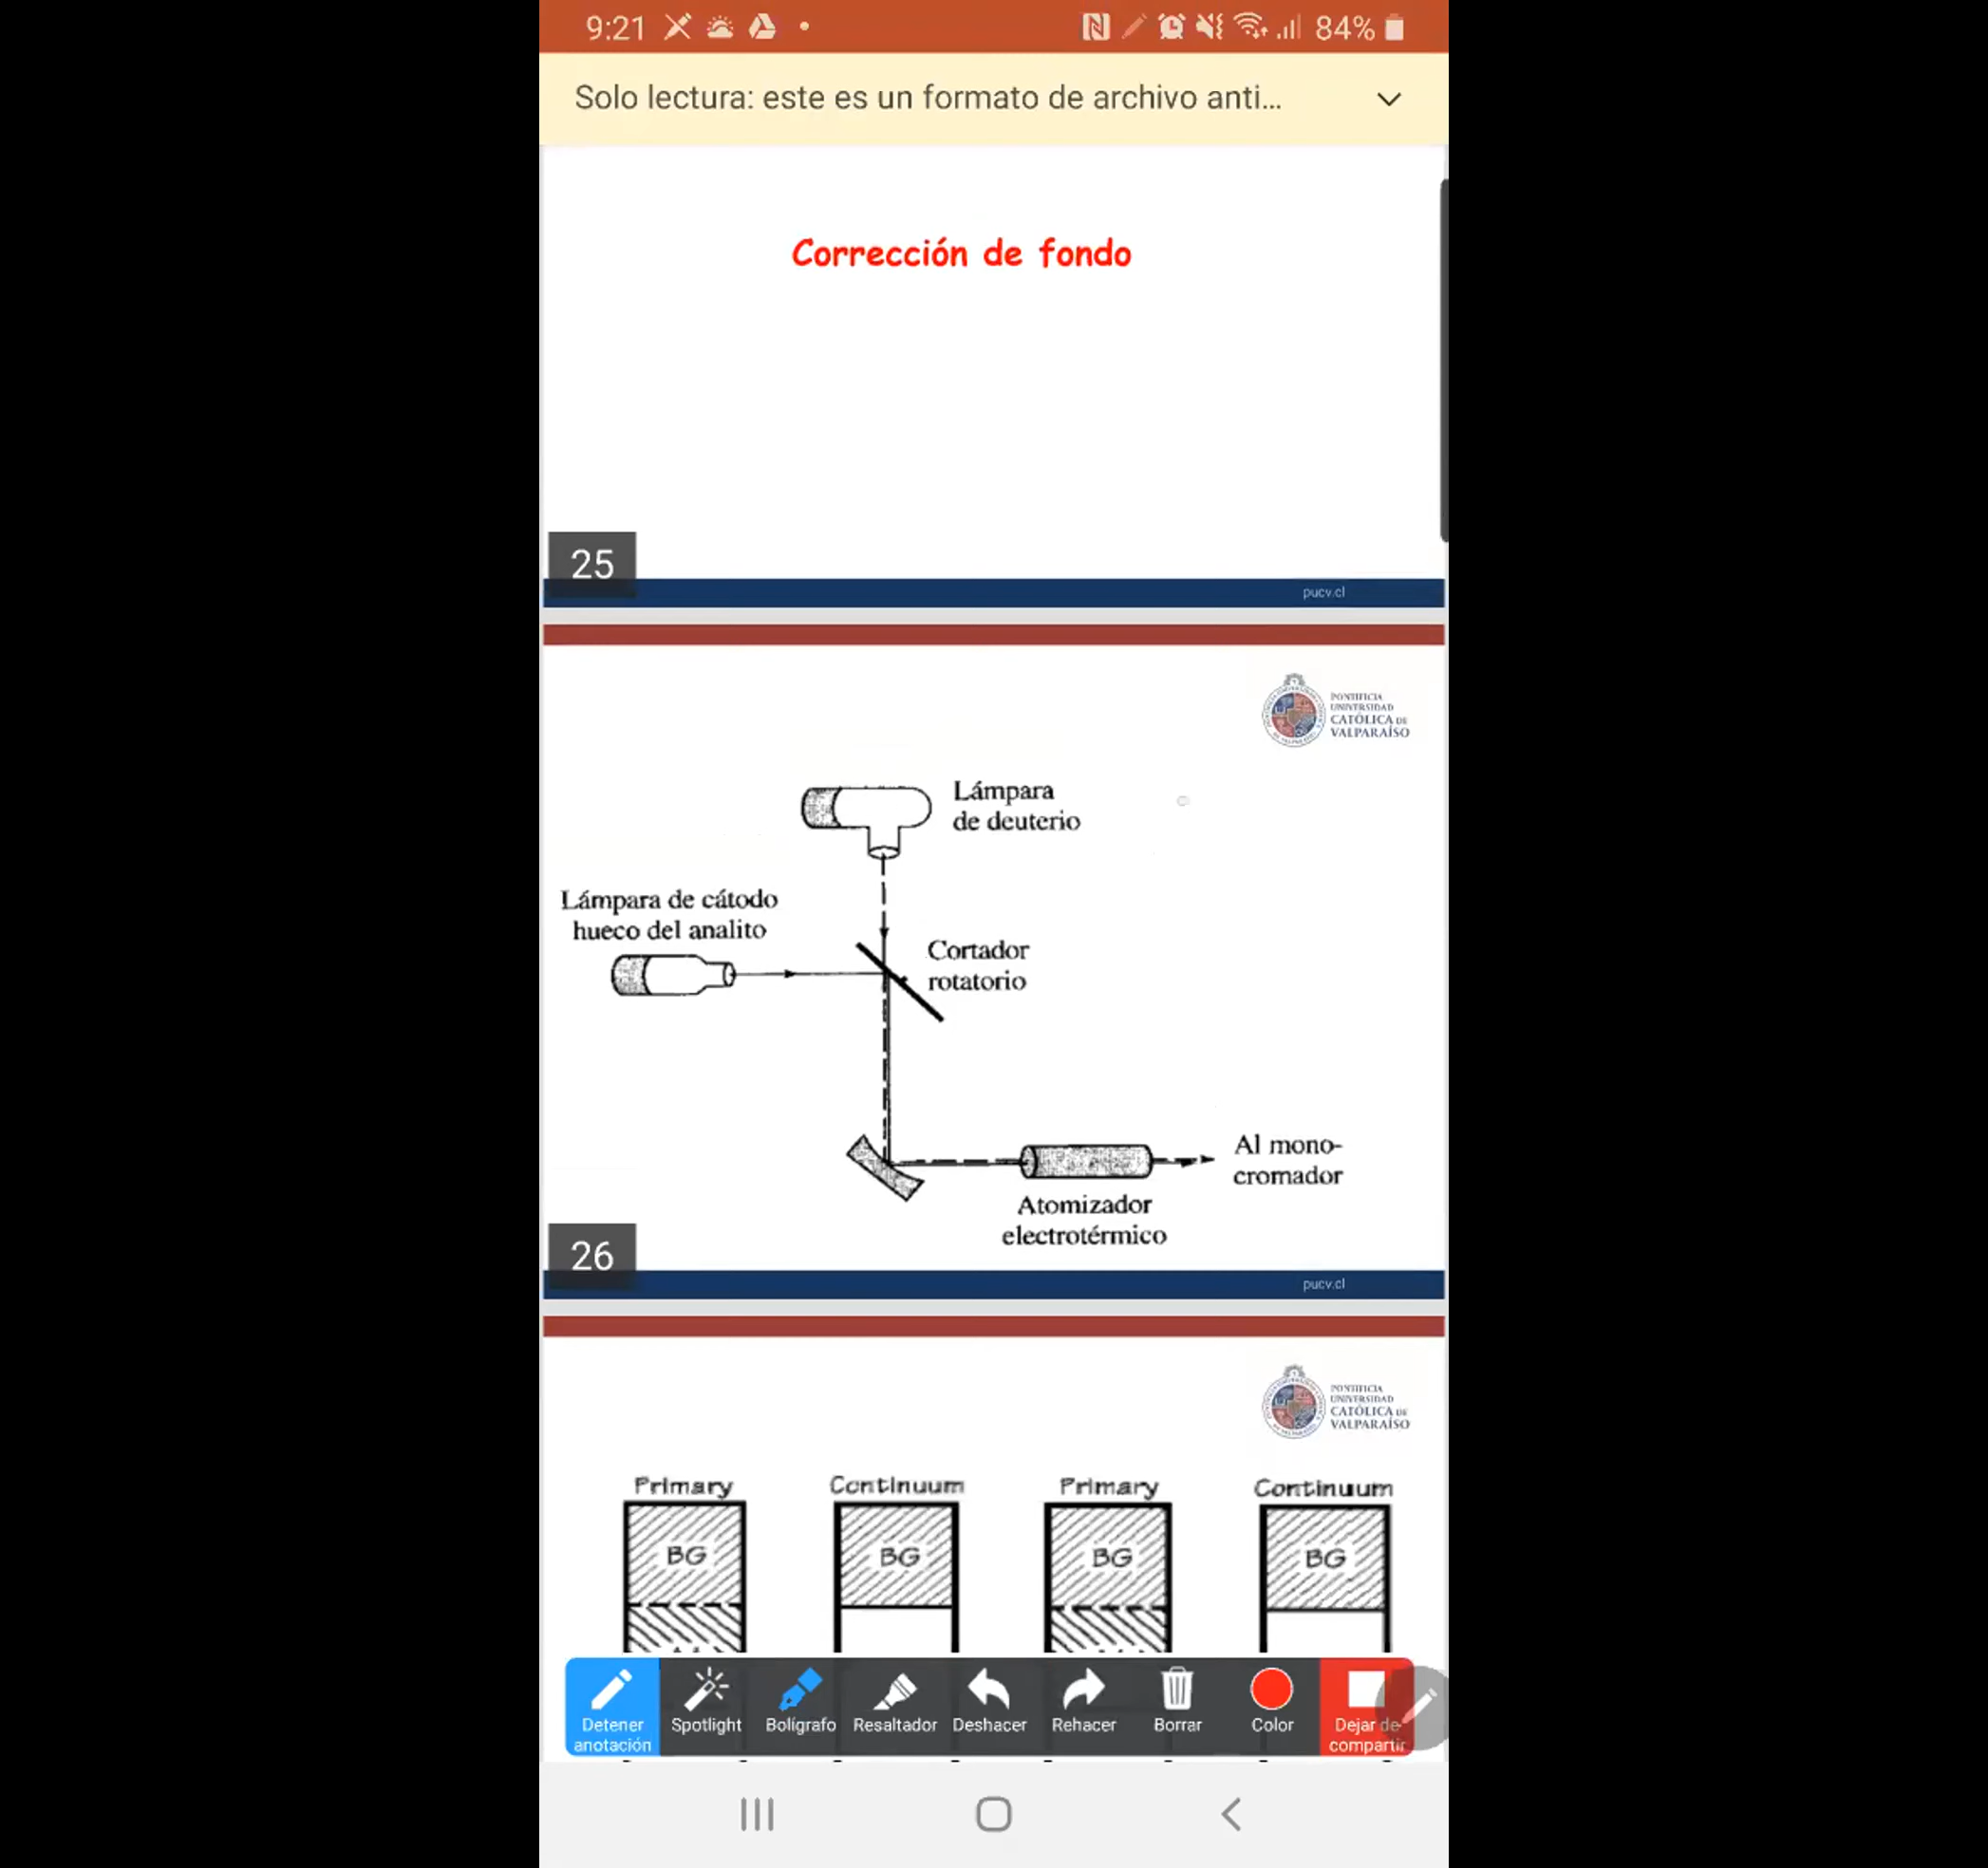 9:21
84%
Solo lectura: este es un formato de archivo anti...
Corrección de fondo
25
pucv.cl
PONTIFICIA
UNIVERSIDAD
CATÓLICA DE
VALPARAÍSO
Lámpara
de deuterio
Lámpara de cátodo
hueco del analito
Cortador
rotatorio
Al mono-
cromador
Atomizador
electrotérmico
26
pucv.cl
PONTIFICIA
UNIVERSIDAD
CATÓLICA DE
VALPARAÍSO
Primary Continuum Primary Continuum
BG BG BG BG
Detener
anotación
Spotlight
Bolígrafo
Resaltador
Deshacer
Rehacer
Borrar
Color
Dejar de
compartir